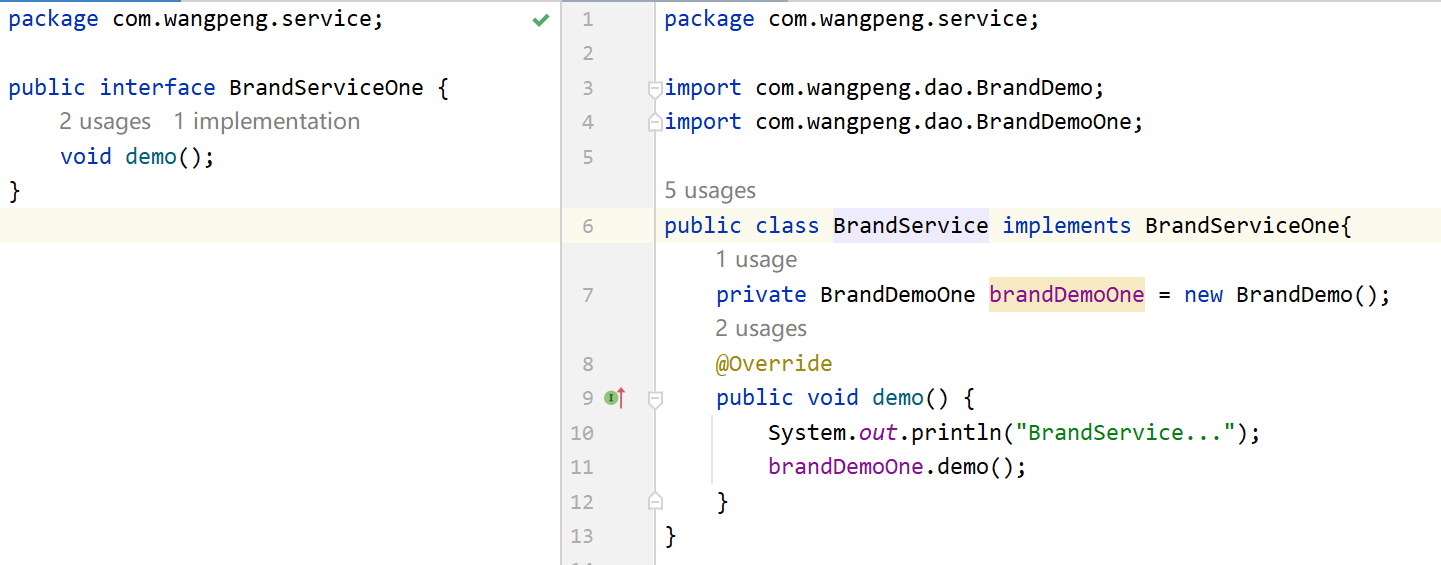 package com.wangpeng.service;
public interface BrandServiceOne {
2 usages 1 implementation
void demo();
}
1 package com.wangpeng.service;
2
3 import com.wangpeng.dao.BrandDemo;
4 import com.wangpeng.dao.BrandDemoOne;
5
5 usages
6 public class BrandService implements BrandServiceOne{
1 usage
7 private BrandDemoOne brandDemoOne = new BrandDemo();
2 usages
8 @Override
9 public void demo() {
10 System.out.println("BrandService...");
11 brandDemoOne.demo();
12 }
13 }